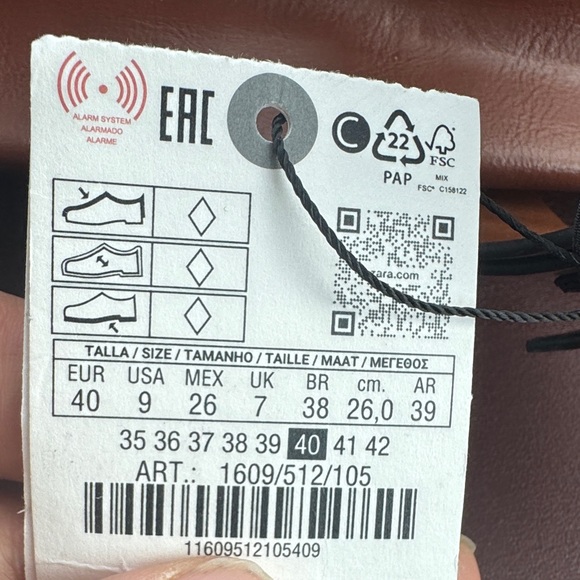 ALARM SYSTEM
ALARMADO
ALARME
EAC
C
22
PAP
FSC
MIX
FSC® C158122
zara.com
TALLA / SIZE / TAMANHO / TAILLE / MAAT / ΜΕΓΕΘΟΣ
EUR USA MEX UK BR cm. AR
40 9 26 7 38 26,0 39
35 36 37 38 39 40 41 42
ART.: 1609/512/105
11609512105409